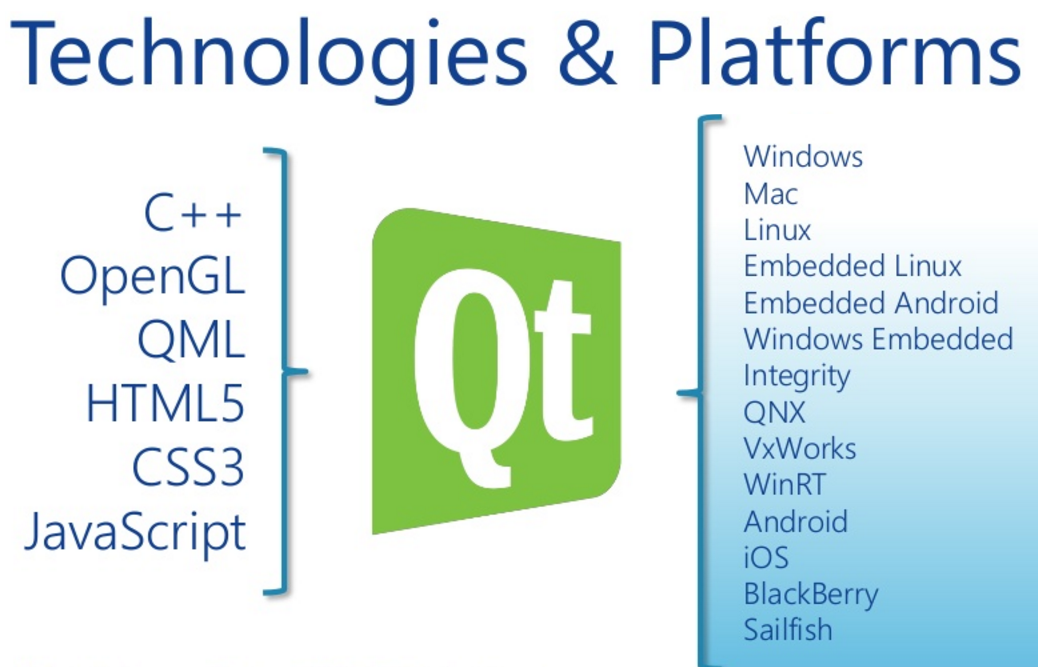 Technologies & Platforms
C++
OpenGL
QML
HTML5
CSS3
JavaScript
Qt
Windows
Mac
Linux
Embedded Linux
Embedded Android
Windows Embedded
Integrity
QNX
VxWorks
WinRT
Android
iOS
BlackBerry
Sailfish